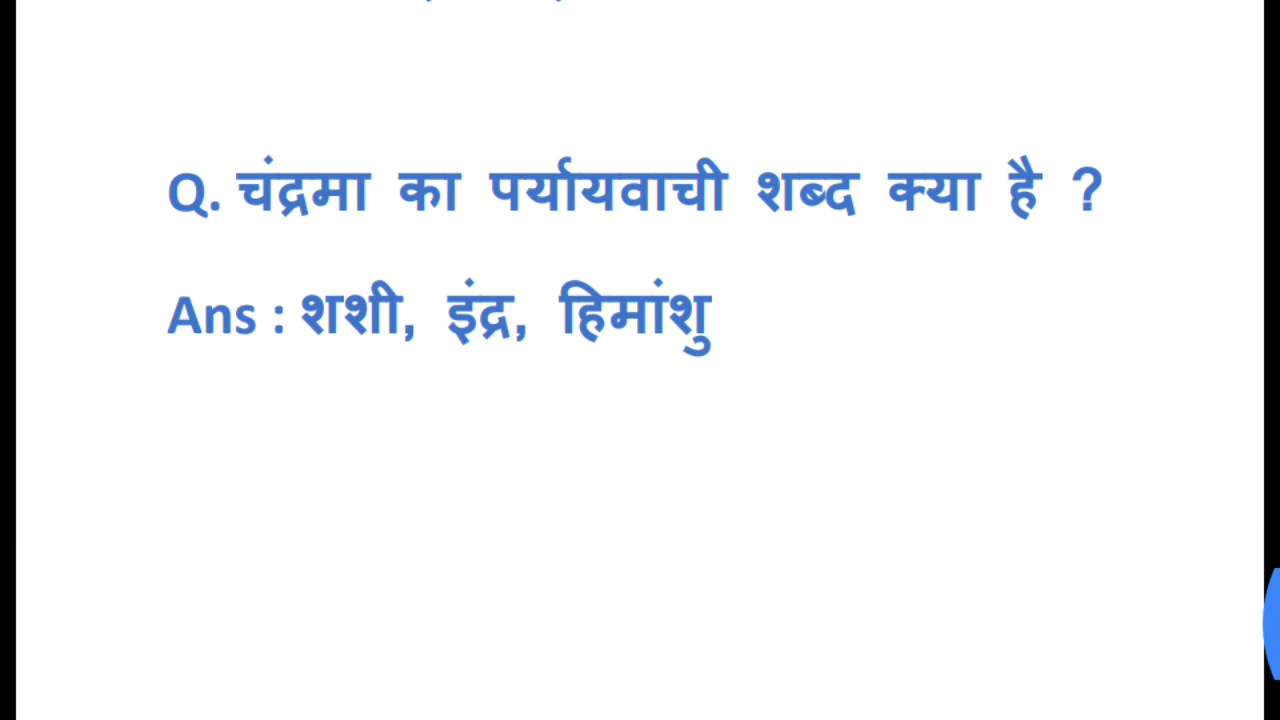 Q. चंद्रमा का पर्यायवाची शब्द क्या है ?
Ans : शशी, इंद्र, हिमांशु